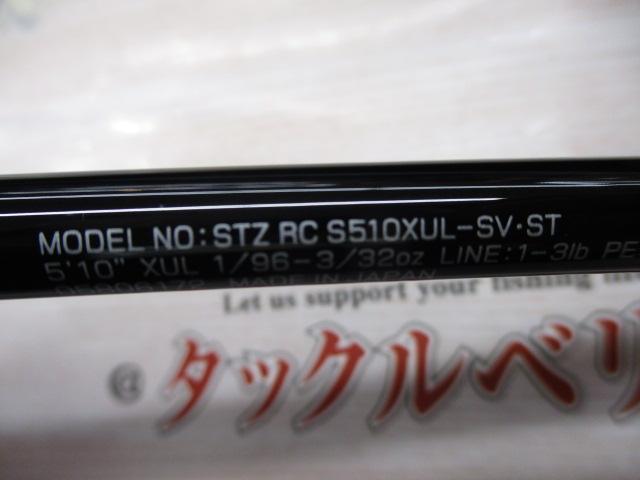 MODEL NO:STZ RC S510XUL-SV·ST
5'10" XUL 1/96-3/32oz LINE:1-3lb PE
MADE IN JAPAN
Let us support your fishing
@タックルベリ